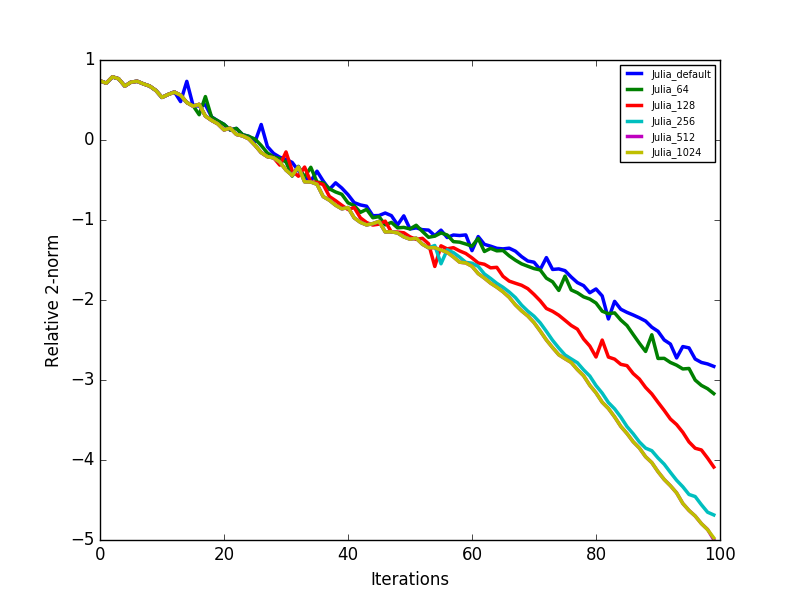 1
0
−1
−2
−3
−4
−5
Relative 2-norm
0
20
40
60
80
100
Iterations
Julia_default
Julia_64
Julia_128
Julia_256
Julia_512
Julia_1024